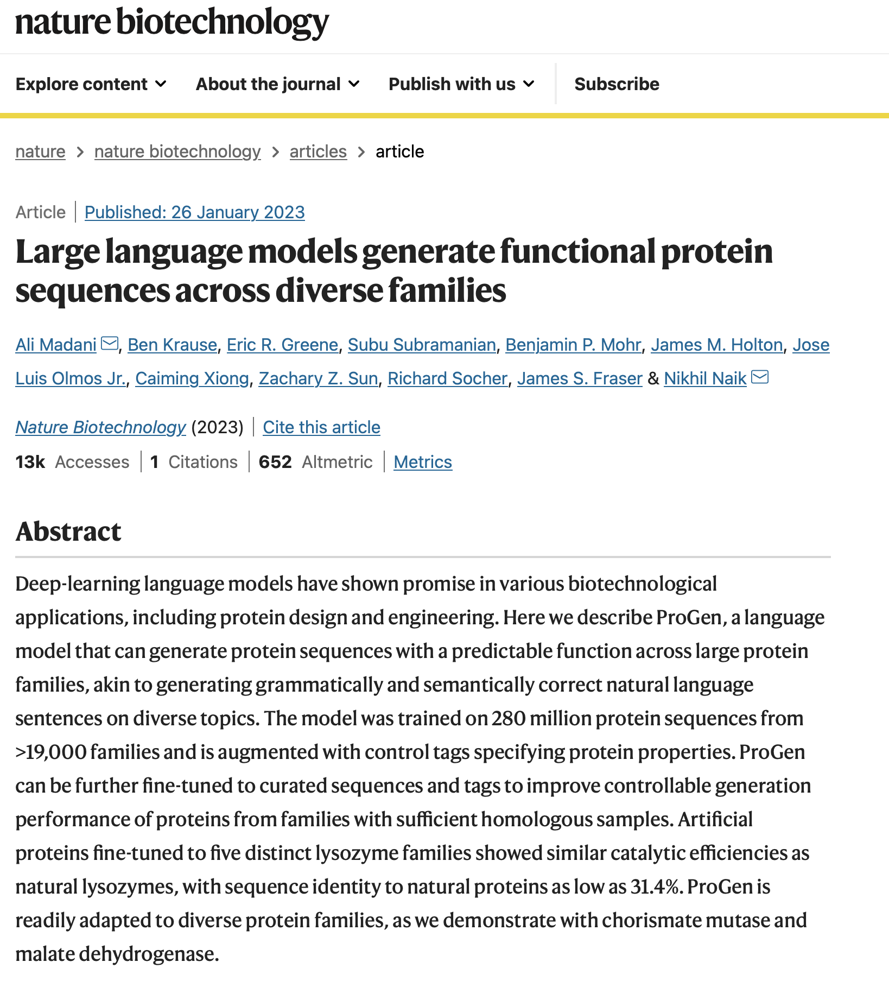 nature biotechnology
Explore content About the journal Publish with us Subscribe
nature > nature biotechnology > articles > article
Article | Published: 26 January 2023
Large language models generate functional protein
sequences across diverse families
Ali Madani, Ben Krause, Eric R. Greene, Subu Subramanian, Benjamin P. Mohr, James M. Holton, Jose
Luis Olmos Jr., Caiming Xiong, Zachary Z. Sun, Richard Socher, James S. Fraser & Nikhil Naik
Nature Biotechnology (2023) | Cite this article
13k Accesses | 1 Citations | 652 Altmetric | Metrics
Abstract
Deep-learning language models have shown promise in various biotechnological
applications, including protein design and engineering. Here we describe ProGen, a language
model that can generate protein sequences with a predictable function across large protein
families, akin to generating grammatically and semantically correct natural language
sentences on diverse topics. The model was trained on 280 million protein sequences from
>19,000 families and is augmented with control tags specifying protein properties. ProGen
can be further fine-tuned to curated sequences and tags to improve controllable generation
performance of proteins from families with sufficient homologous samples. Artificial
proteins fine-tuned to five distinct lysozyme families showed similar catalytic efficiencies as
natural lysozymes, with sequence identity to natural proteins as low as 31.4%. ProGen is
readily adapted to diverse protein families, as we demonstrate with chorismate mutase and
malate dehydrogenase.